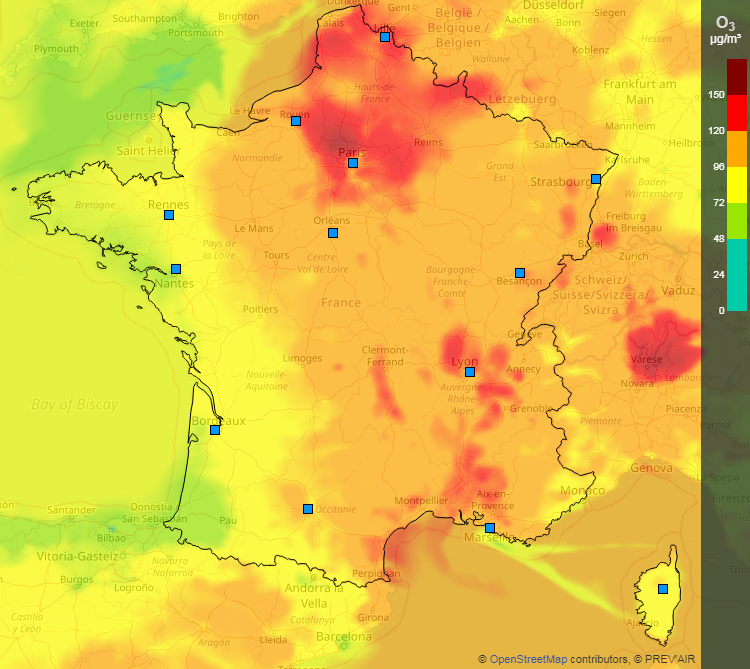 Dunkerque
Düsseldorf
Gent
Siegen
Exeter
Southampton
Brighton
Calais
België /
Aachen
Bonn
Portsmouth
Lille
Belgique /
Hessen
Plymouth
Belgien
Koblenz
O3
µg/m³
Wallonie
Frankfurt am
Main
Hauts-de-
France
Lëtzebuerg
150
Guernsey
Le Havre
Rouen
Mannheim
120
Caen
Heilbronn
Saint Helier
Reims
Saarbrücken
Paris
Karlsruhe
Normandie
Grand
Est
96
Strasbourg
Baden-
Württemberg
Bretagne
Rennes
72
Le Mans
Orléans
Freiburg
im Breisgau
Pays de
la Loire
Tours
Centre-
Val de Loire
Basel
48
Zürich
Nantes
Bourgogne-
Franche-
Comté
Besançon
Schweiz/
Suisse/Svizzera/
Svizra
24
Vaduz
France
Poitiers
0
Genève
Limoges
Clermont-
Ferrand
Lyon
Varese
Annecy
Nouvelle-
Aquitaine
Auvergne-
Rhône-
Alpes
Novara
Lombardia
Bay of Biscay
Grenoble
Piacenza
Bordeaux
Piemonte
Parma
Genova
La Spezia
Montpellier
Aix-en-
Provence
Monaco
Firenze
Santander
Donostia
San Sebastián
Occitanie
Pau
Bilbao
Marseille
Vitoria-Gasteiz
Navarra
- Nafarroa
Perpignan
Burgos
Logroño
Andorra la
Vella
Castilla
y León
Girona
Catalunya
Ajaccio
Aragón
Lleida
Barcelona
Tarragona
© OpenStreetMap contributors, © PREV'AIR